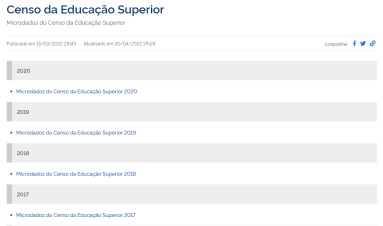 Censo da Educação Superior
Microdados do Censo da Educação Superior
Publicado em 15/03/2022 21h43 Atualizado em 20/04/2022 17h28 Compartilhe:
2020
Microdados do Censo da Educação Superior 2020
2019
Microdados do Censo da Educação Superior 2019
2018
Microdados do Censo da Educação Superior 2018
2017
Microdados do Censo da Educação Superior 2017